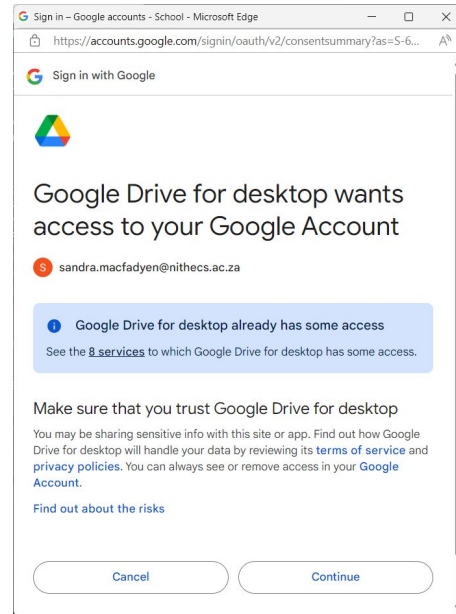 Sign in – Google accounts - School - Microsoft Edge
https://accounts.google.com/signin/oauth/v2/consentsummary?as=S-6...
Sign in with Google
Google Drive for desktop wants
access to your Google Account
S sandra.macfadyen@nithecs.ac.za
Google Drive for desktop already has some access
See the 8 services to which Google Drive for desktop has some access.
Make sure that you trust Google Drive for desktop
You may be sharing sensitive info with this site or app. Find out how Google
Drive for desktop will handle your data by reviewing its terms of service and
privacy policies. You can always see or remove access in your Google
Account.
Find out about the risks
Cancel Continue